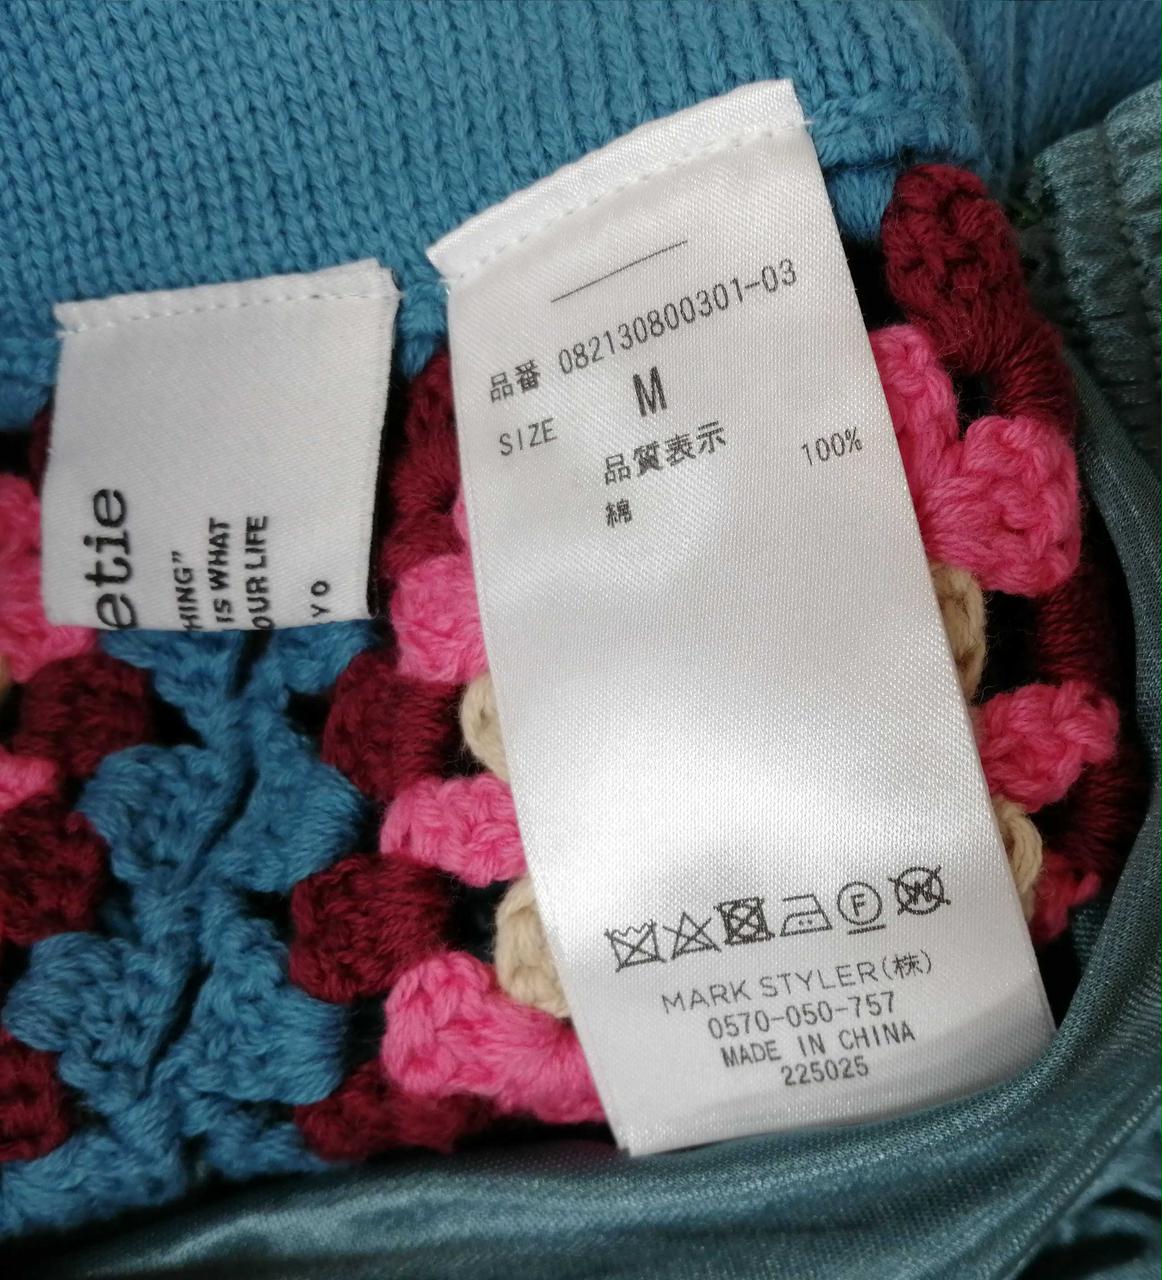 etie
HING”
IS WHAT
OUR LIFE
YO
品番 082130800301-03
SIZE M
品質表示
綿 100%
F
W
MARK STYLER(株)
0570-050-757
MADE IN CHINA
225025